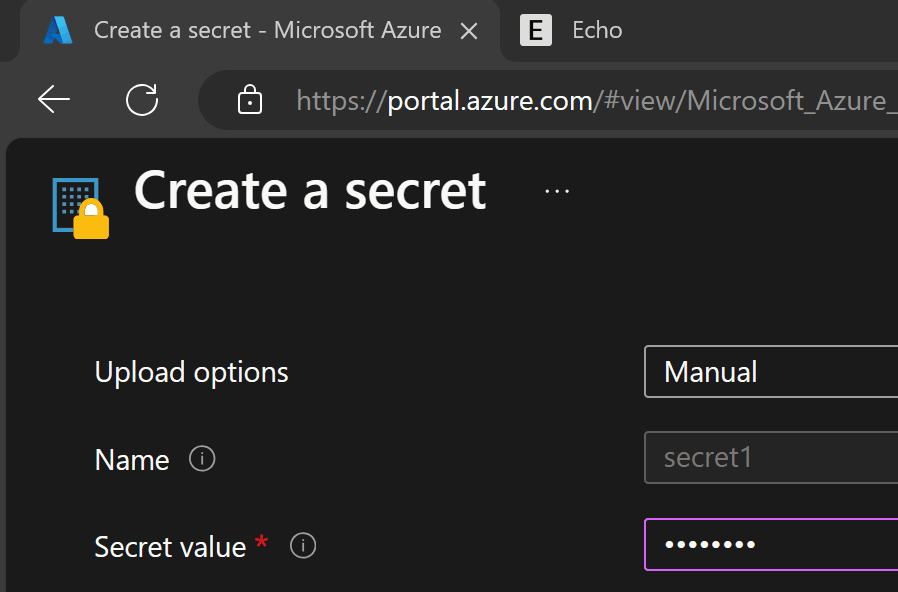 Create a secret - Microsoft Azure
E Echo
https://portal.azure.com/#view/Microsoft_Azure_
Create a secret ...
Upload options Manual
Name secret1
Secret value * ••••••••